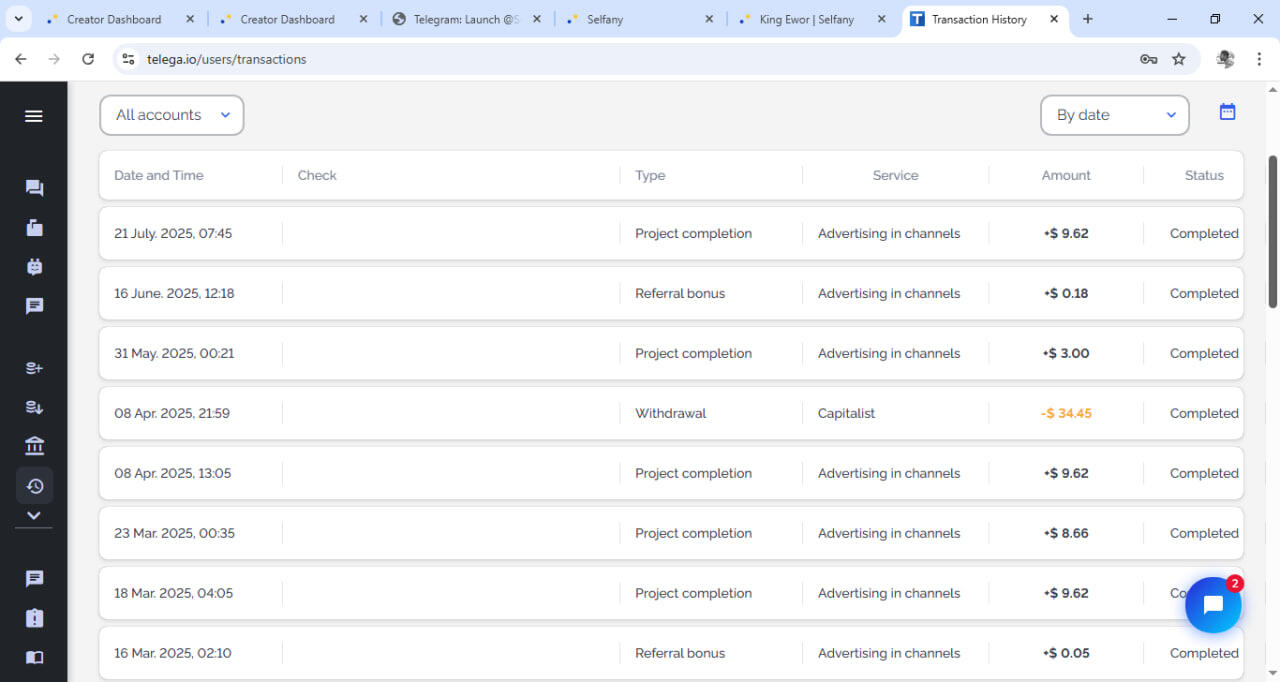 Creator Dashboard
Creator Dashboard
Telegram: Launch @S
Selfany
King Ewor | Selfany
Transaction History
telega.io/users/transactions
All accounts
By date
Date and Time Check Type Service Amount Status
21 July. 2025, 07:45 Project completion Advertising in channels +$ 9.62 Completed
16 June. 2025, 12:18 Referral bonus Advertising in channels +$ 0.18 Completed
31 May. 2025, 00:21 Project completion Advertising in channels +$ 3.00 Completed
08 Apr. 2025, 21:59 Withdrawal Capitalist -$ 34.45 Completed
08 Apr. 2025, 13:05 Project completion Advertising in channels +$ 9.62 Completed
23 Mar. 2025, 00:35 Project completion Advertising in channels +$ 8.66 Completed
18 Mar. 2025, 04:05 Project completion Advertising in channels +$ 9.62 Co
2
16 Mar. 2025, 02:10 Referral bonus Advertising in channels +$ 0.05 Completed